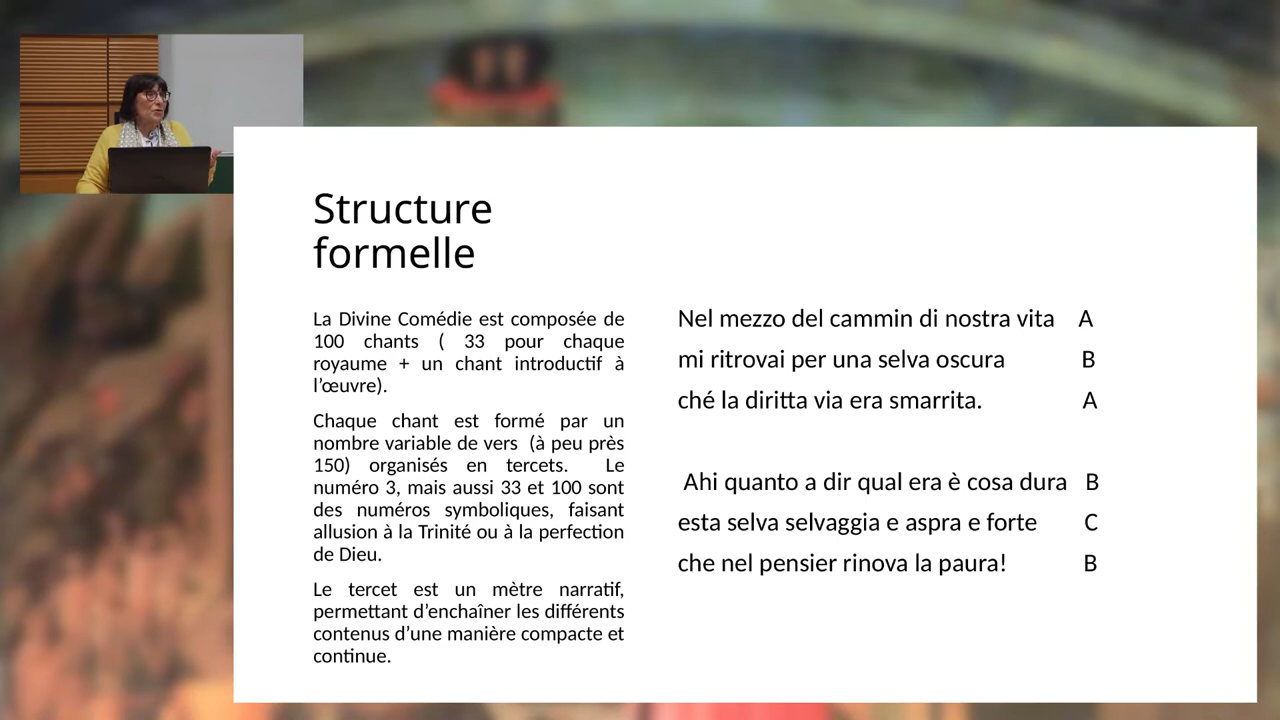 Structure
formelle
La Divine Comédie est composée de
100 chants ( 33 pour chaque
royaume + un chant introductif à
l’œuvre).
Chaque chant est formé par un
nombre variable de vers (à peu près
150) organisés en tercets. Le
numéro 3, mais aussi 33 et 100 sont
des numéros symboliques, faisant
allusion à la Trinité ou à la perfection
de Dieu.
Le tercet est un mètre narratif,
permettant d’enchaîner les différents
contenus d’une manière compacte et
continue.
Nel mezzo del cammin di nostra vita A
mi ritrovai per una selva oscura B
ché la diritta via era smarrita. A
Ahi quanto a dir qual era è cosa dura B
esta selva selvaggia e aspra e forte C
che nel pensier rinova la paura! B